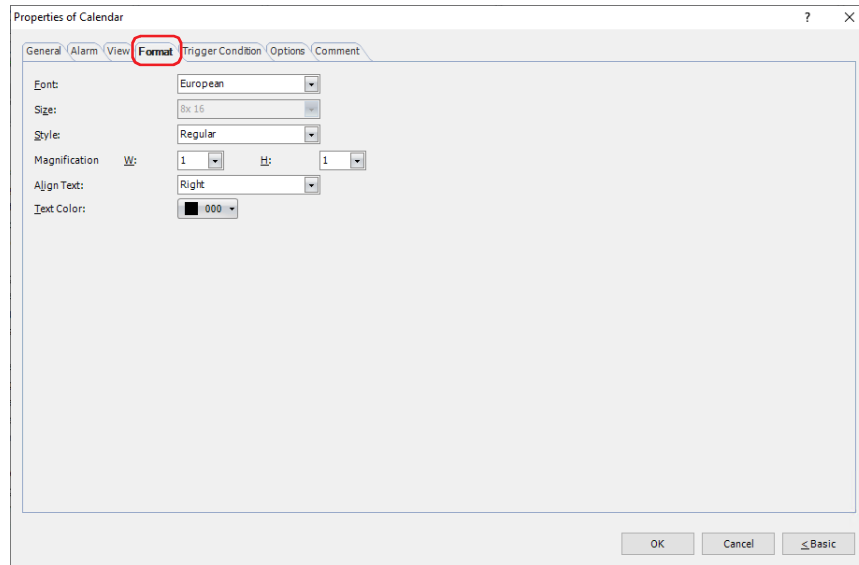 Properties of Calendar ? X
General Alarm View Format Trigger Condition Options Comment
Font: European
Size: 8x 16
Style: Regular
Magnification W: 1 H: 1
Align Text: Right
Text Color: 000
OK Cancel < Basic